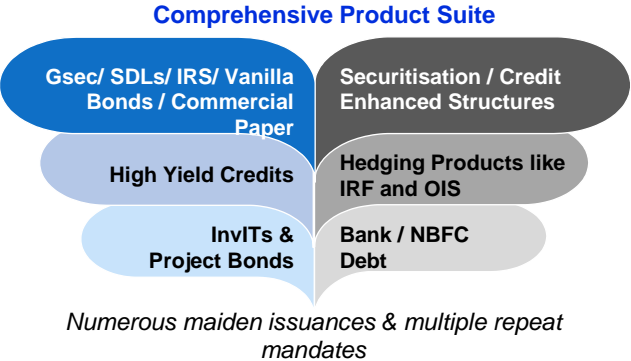 Comprehensive Product Suite
Gsec/ SDLs/ IRS/ Vanilla
Bonds / Commercial
Paper
Securitisation / Credit
Enhanced Structures
High Yield Credits
Hedging Products like
IRF and OIS
InvITs &
Project Bonds
Bank / NBFC
Debt
Numerous maiden issuances & multiple repeat
mandates